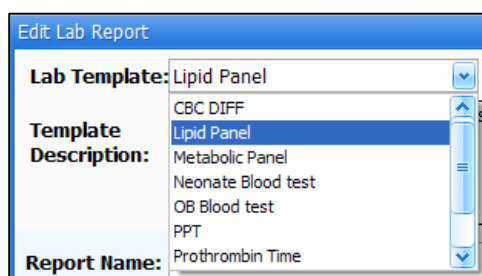 Edit Lab Report
Lab Template: Lipid Panel
CBC DIFF
Lipid Panel
Template Description:
Metabolic Panel
Neonate Blood test
OB Blood test
PPT
Report Name:
Prothrombin Time